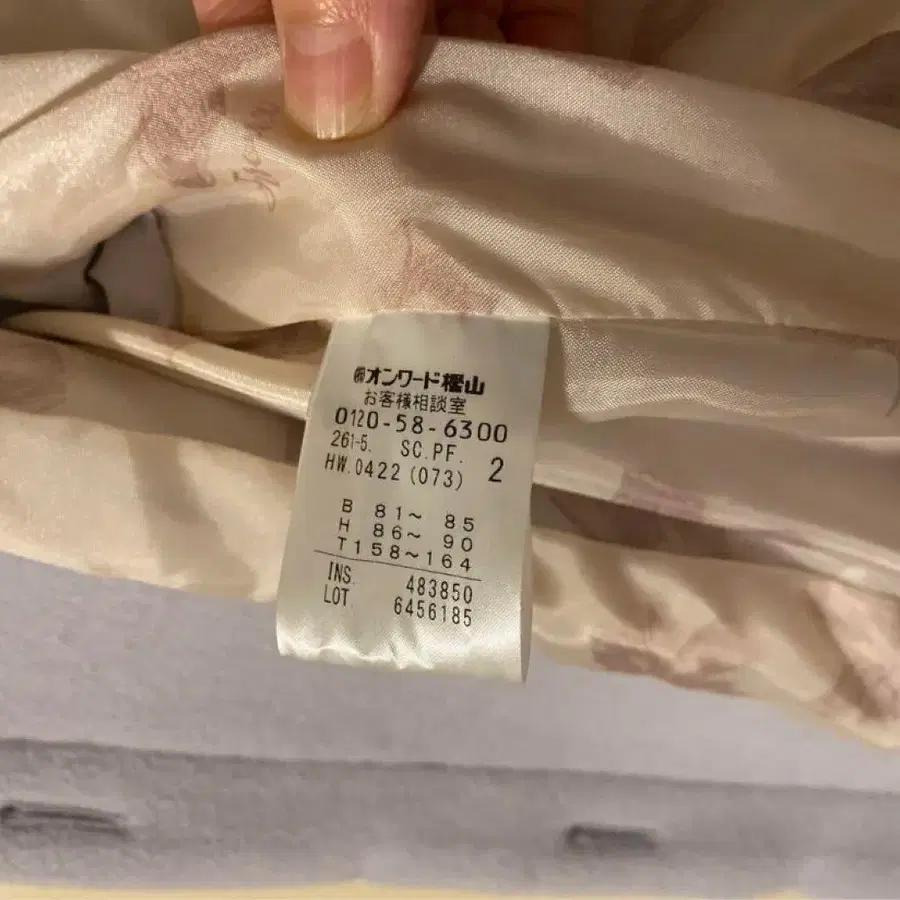 ㈱オンワード樫山
お客様相談室
0120-58-6300
261-5. SC.PF. 2
HW.0422 (073)
B 81～ 85
H 86～ 90
T158～164
INS. 483850
LOT. 6456185